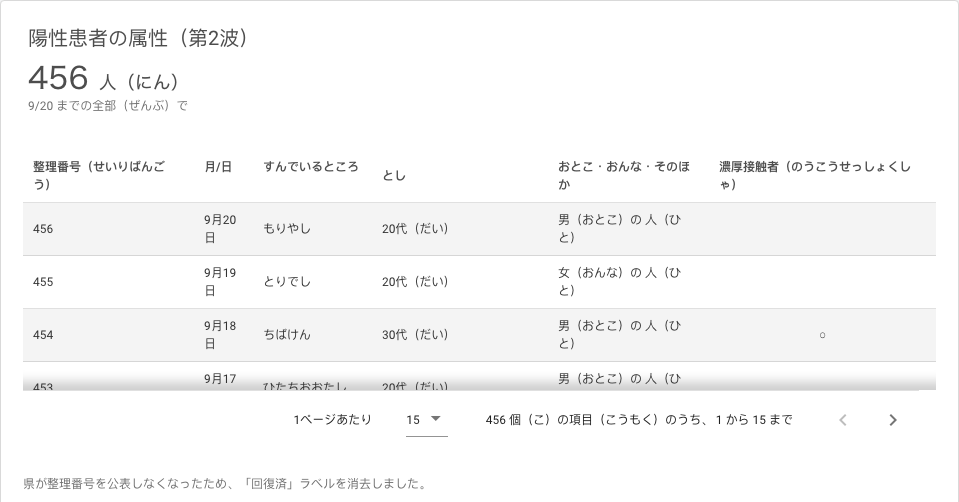 陽性患者の属性（第2波）
456 人（にん）
9/20 までの全部（ぜんぶ）で
整理番号（せいりばんご
う）
月/日
すんでいるところ
とし
おとこ・おんな・そのほ
か
濃厚接触者（のうこうせっしょくし
ゃ）
456
9月20
日
もりやし
20代（だい）
男（おとこ）の 人（ひ
と）
455
9月19
日
とりでし
20代（だい）
女（おんな）の 人（ひ
と）
454
9月18
日
ちばけん
30代（だい）
男（おとこ）の 人（ひ
と）
○
453
9月17
ひたちおおたし
20代（だい）
男（おとこ）の 人（ひ
1ページあたり
15
456 個（こ）の項目（こうもく）のうち、1 から 15 まで
県が整理番号を公表しなくなったため、「回復済」ラベルを消去しました。